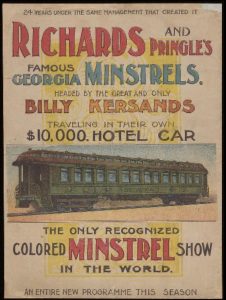 24 YEARS UNDER THE SAME MANAGEMENT THAT CREATED IT
RICHARDS AND
PRINGLE'S
FAMOUS
GEORGIA MINSTRELS.
HEADED BY THE GREAT AND ONLY
BILLY KERSANDS
TRAVELING IN THEIR OWN
$10,000. HOTEL CAR
THE ONLY RECOGNIZED
COLORED MINSTREL SHOW
IN THE WORLD.
AN ENTIRE NEW PROGRAMME THIS SEASON.